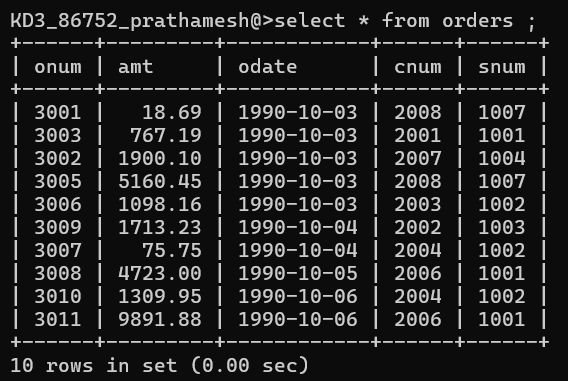 KD3_86752_prathamesh@>select * from orders ;
+------+---------+------------+------+------+
| onum | amt     | odate      | cnum | snum |
+------+---------+------------+------+------+
| 3001 |   18.69 | 1990-10-03 | 2008 | 1007 |
| 3003 |  767.19 | 1990-10-03 | 2001 | 1001 |
| 3002 | 1900.10 | 1990-10-03 | 2007 | 1004 |
| 3005 | 5160.45 | 1990-10-03 | 2008 | 1007 |
| 3006 | 1098.16 | 1990-10-03 | 2003 | 1002 |
| 3009 | 1713.23 | 1990-10-04 | 2002 | 1003 |
| 3007 |   75.75 | 1990-10-04 | 2004 | 1002 |
| 3008 | 4723.00 | 1990-10-05 | 2006 | 1001 |
| 3010 | 1309.95 | 1990-10-06 | 2004 | 1002 |
| 3011 | 9891.88 | 1990-10-06 | 2006 | 1001 |
+------+---------+------------+------+------+
10 rows in set (0.00 sec)